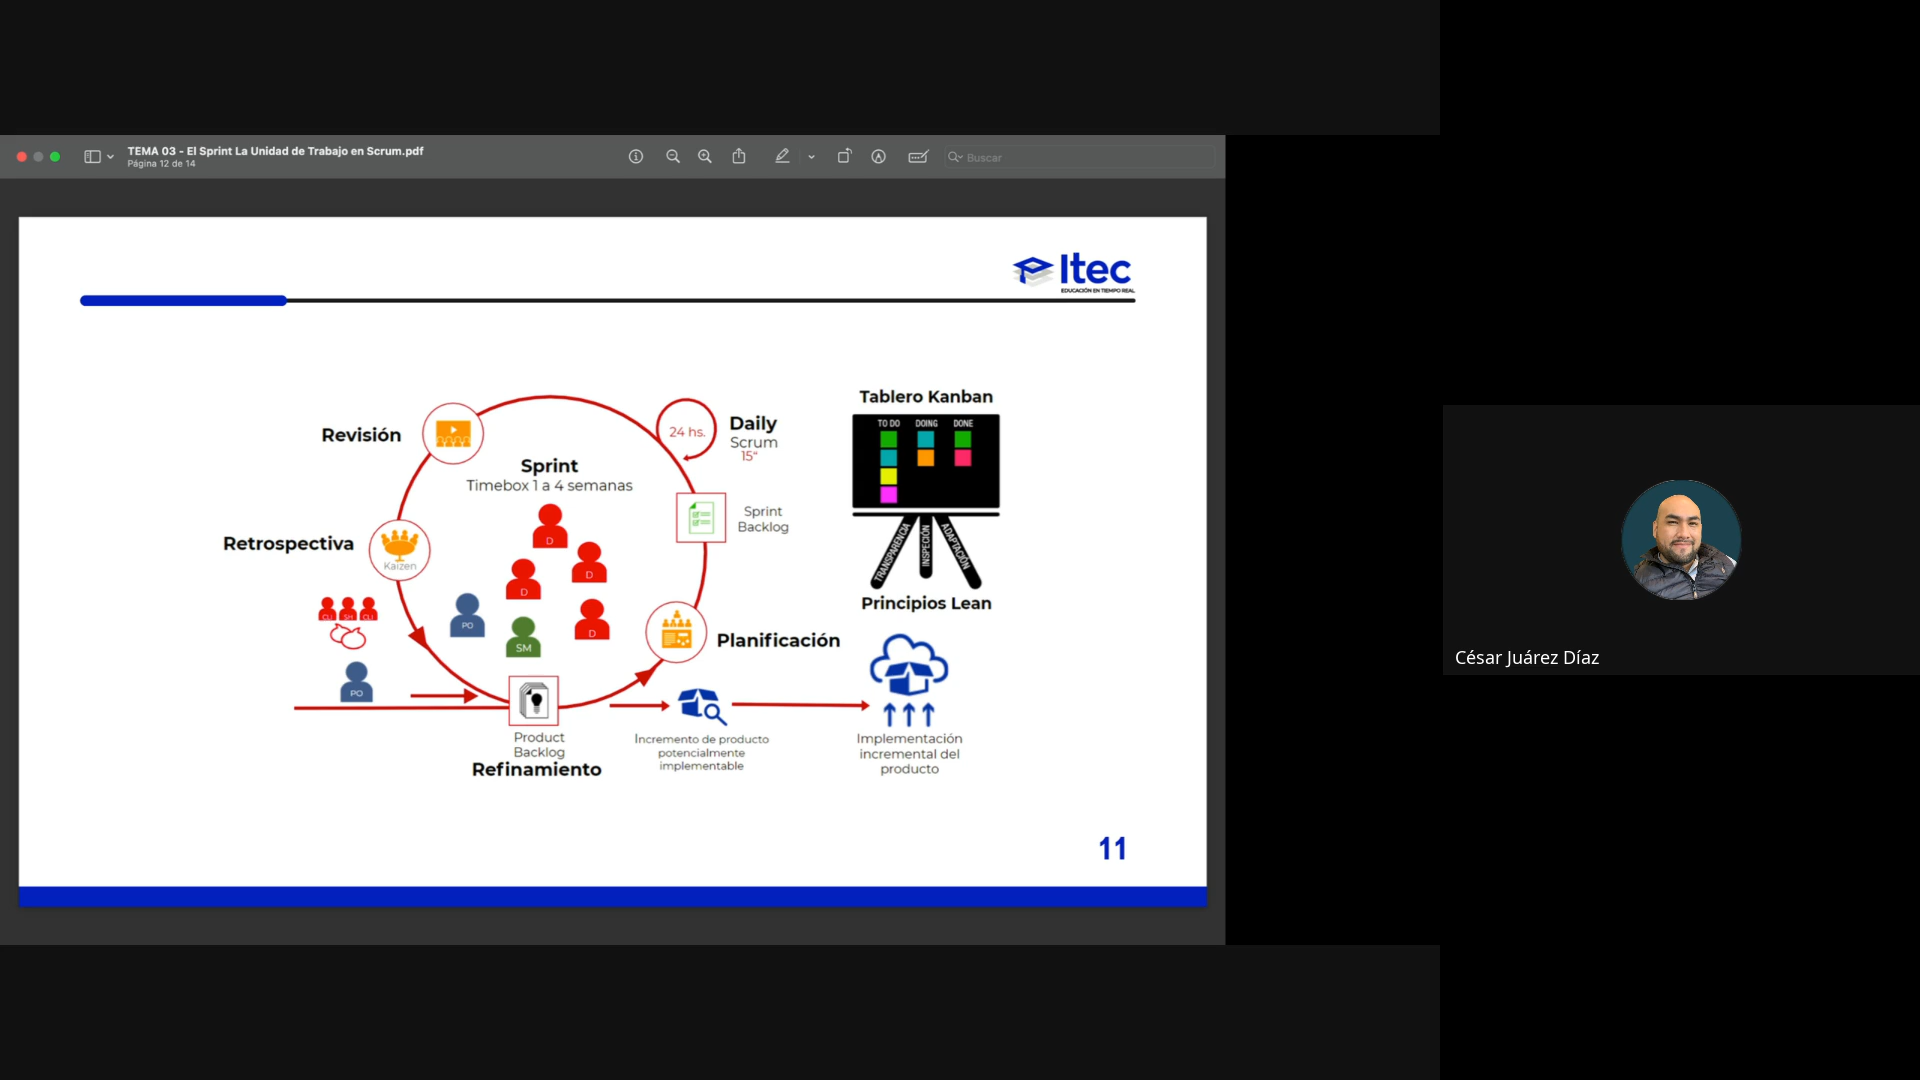 TEMA 03 - El Sprint La Unidad de Trabajo en Scrum.pdf
Página 12 de 14
Buscar
Itec
EDUCACIÓN EN TIEMPO REAL
Tablero Kanban
TO DO DOING DONE
Revisión
24 hs.
Daily
Scrum
15“
Sprint
Timebox 1 a 4 semanas
D
Sprint
Backlog
TRANSPARENCIA
INSPECIÓN
ADAPTACIÓN
Retrospectiva
Kaizen
D
D
Principios Lean
PO
D
SM
Planificación
PO
Product
Backlog
Refinamiento
Incremento de producto
potencialmente
implementable
Implementación
incremental del
producto
11
César Juárez Díaz